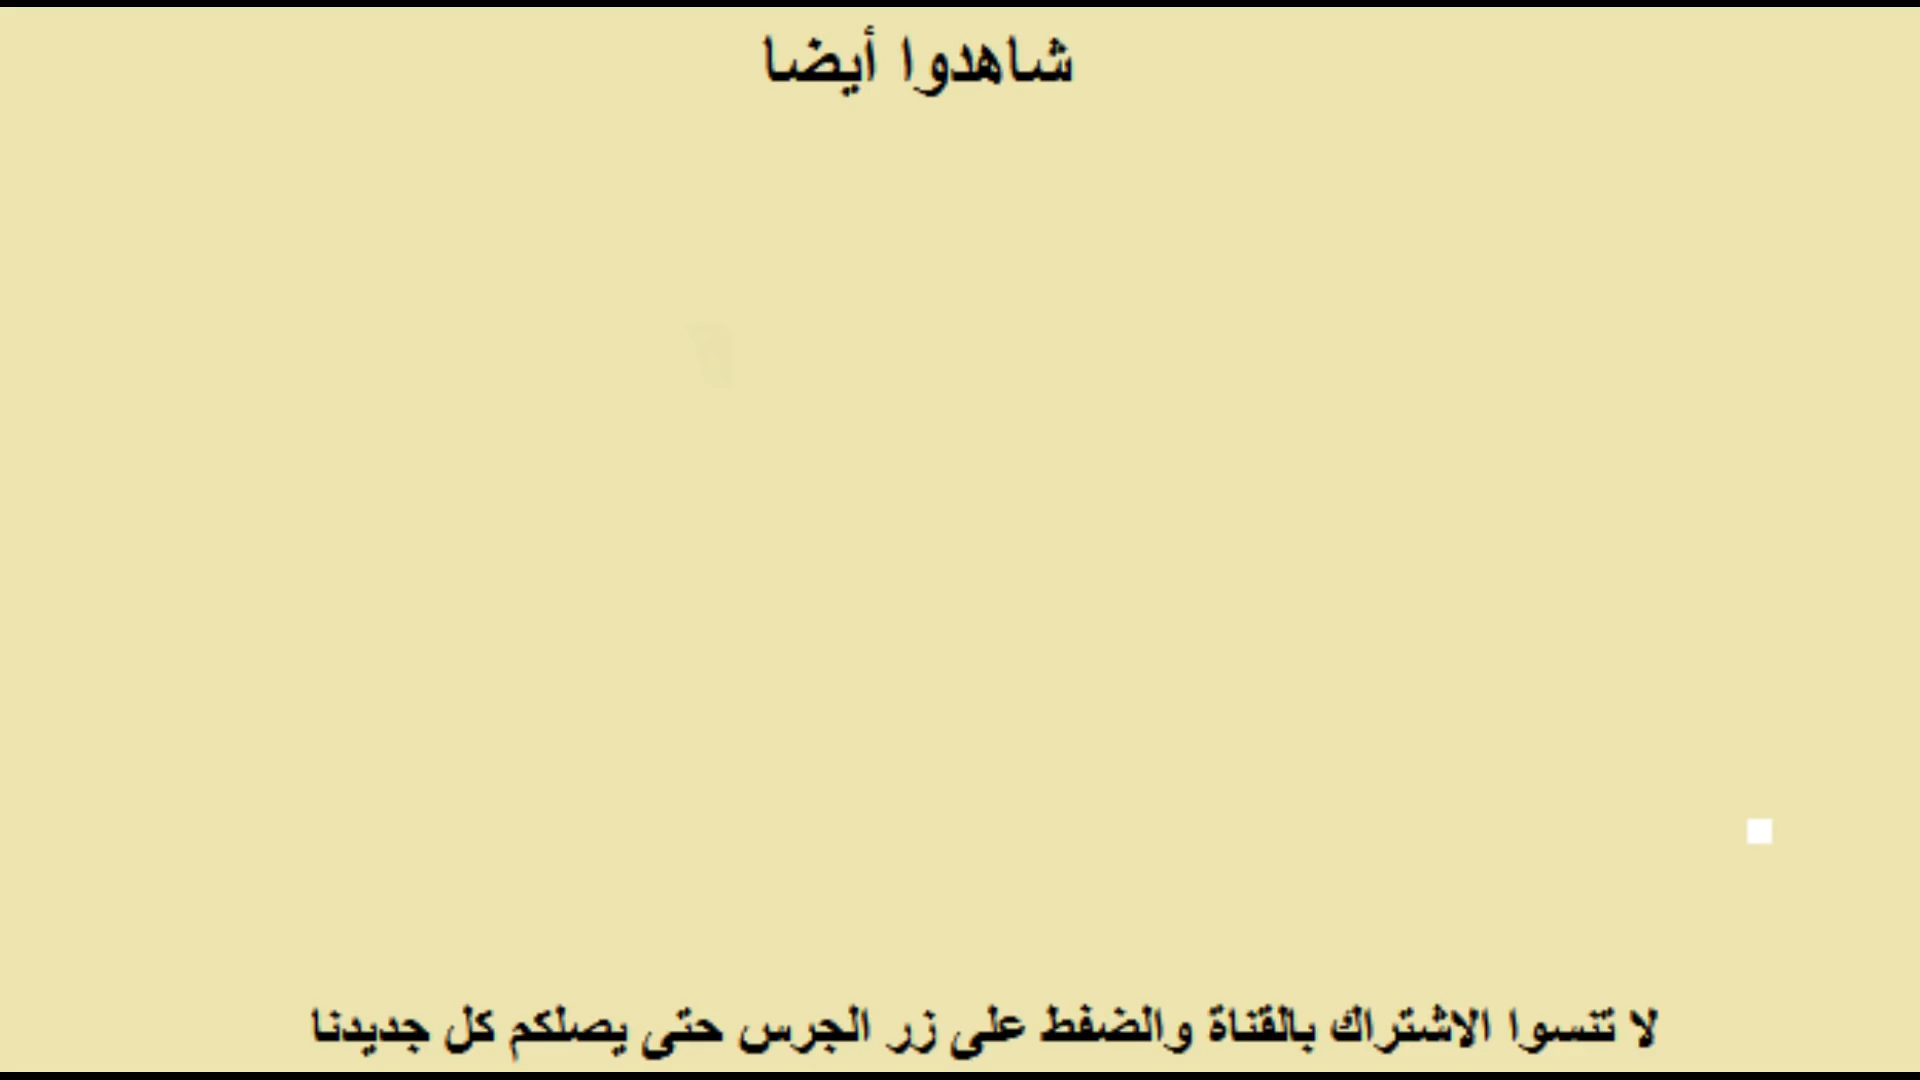 شاهدوا أيضا
لا تنسوا الاشتراك بالقناة والضغط على زر الجرس حتى يصلكم كل جديدنا